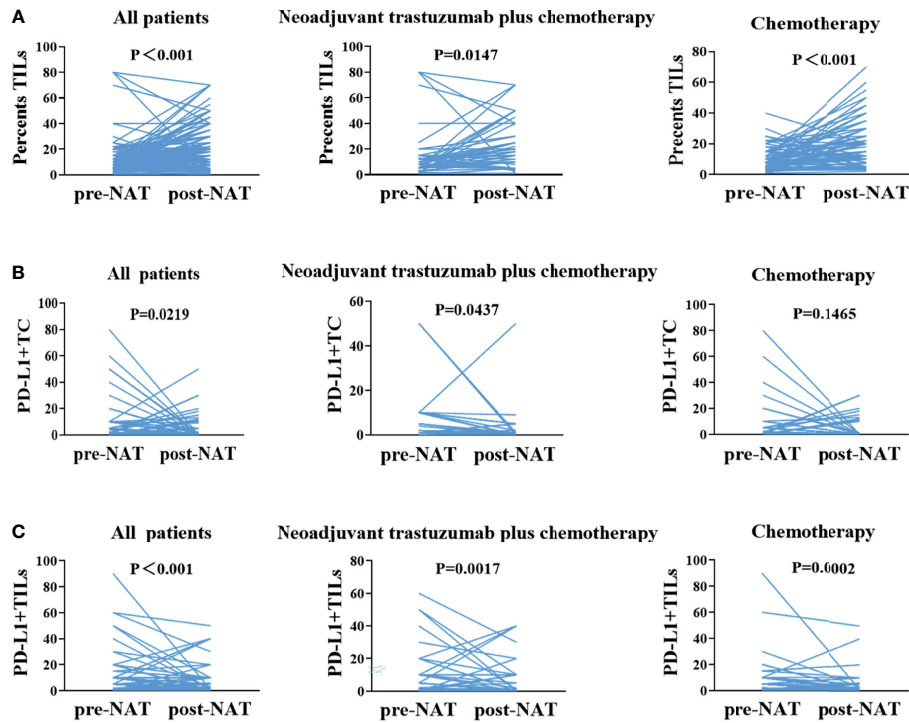 A
All patients
Neoadjuvant trastuzumab plus chemotherapy
Chemotherapy
P<0.001
P=0.0147
P<0.001
Percents TILs
100
80
60
40
20
0
pre-NAT post-NAT
Precents TILs
100
80
60
40
20
0
pre-NAT post-NAT
Precents TILs
80
60
40
20
0
pre-NAT post-NAT
B
All patients
Neoadjuvant trastuzumab plus chemotherapy
Chemotherapy
P=0.0219
P=0.0437
P=0.1465
PD-L1+TC
100
80
60
40
20
0
pre-NAT post-NAT
PD-L1+TC
60
40
20
0
pre-NAT post-NAT
PD-L1+TC
100
80
60
40
20
0
pre-NAT post-NAT
C
All patients
Neoadjuvant trastuzumab plus chemotherapy
Chemotherapy
P<0.001
P=0.0017
P=0.0002
PD-L1+TILs
100
80
60
40
20
0
pre-NAT post-NAT
PD-L1+TILs
80
60
40
20
0
pre-NAT post-NAT
PD-L1+TILs
100
80
60
40
20
0
pre-NAT post-NAT